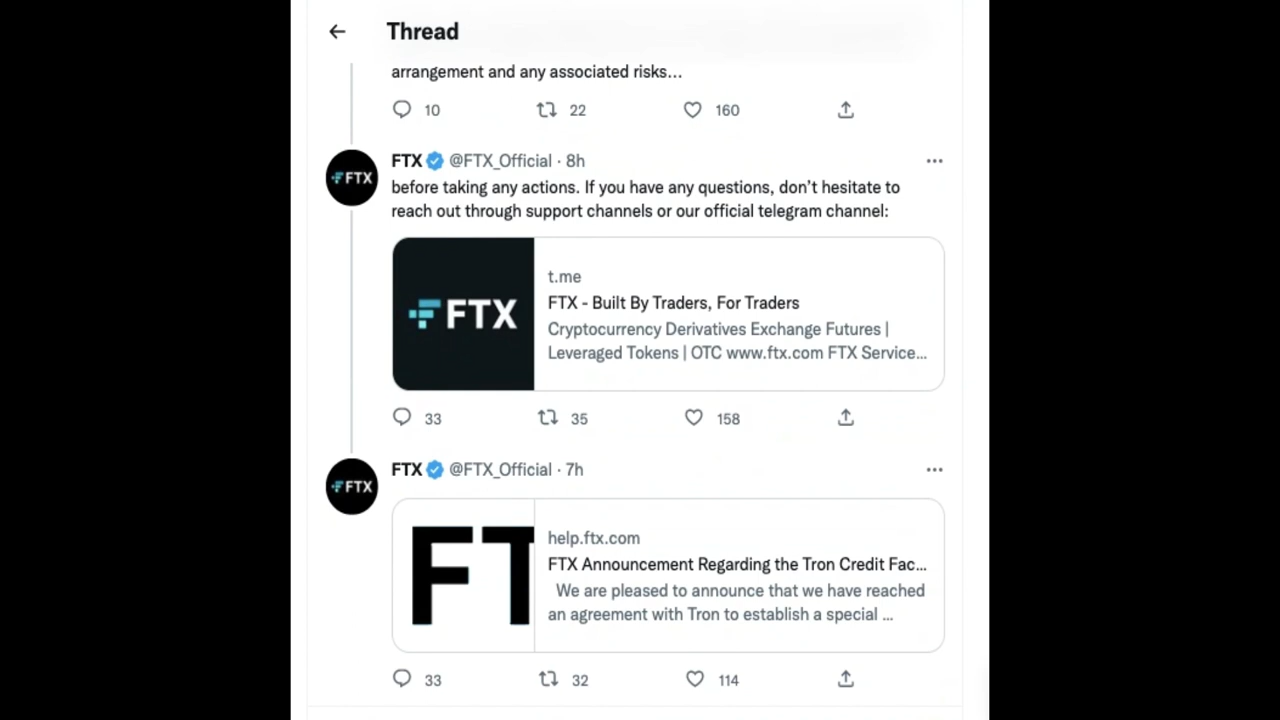 Thread
arrangement and any associated risks...
10 22 160
FTX @FTX_Official · 8h
before taking any actions. If you have any questions, don't hesitate to
reach out through support channels or our official telegram channel:
FTX
t.me
FTX
FTX - Built By Traders, For Traders
Cryptocurrency Derivatives Exchange Futures |
Leveraged Tokens | OTC www.ftx.com FTX Service...
33 35 158
FTX @FTX_Official · 7h
FTX
FT
help.ftx.com
FTX Announcement Regarding the Tron Credit Fac...
We are pleased to announce that we have reached
an agreement with Tron to establish a special ...
33 32 114